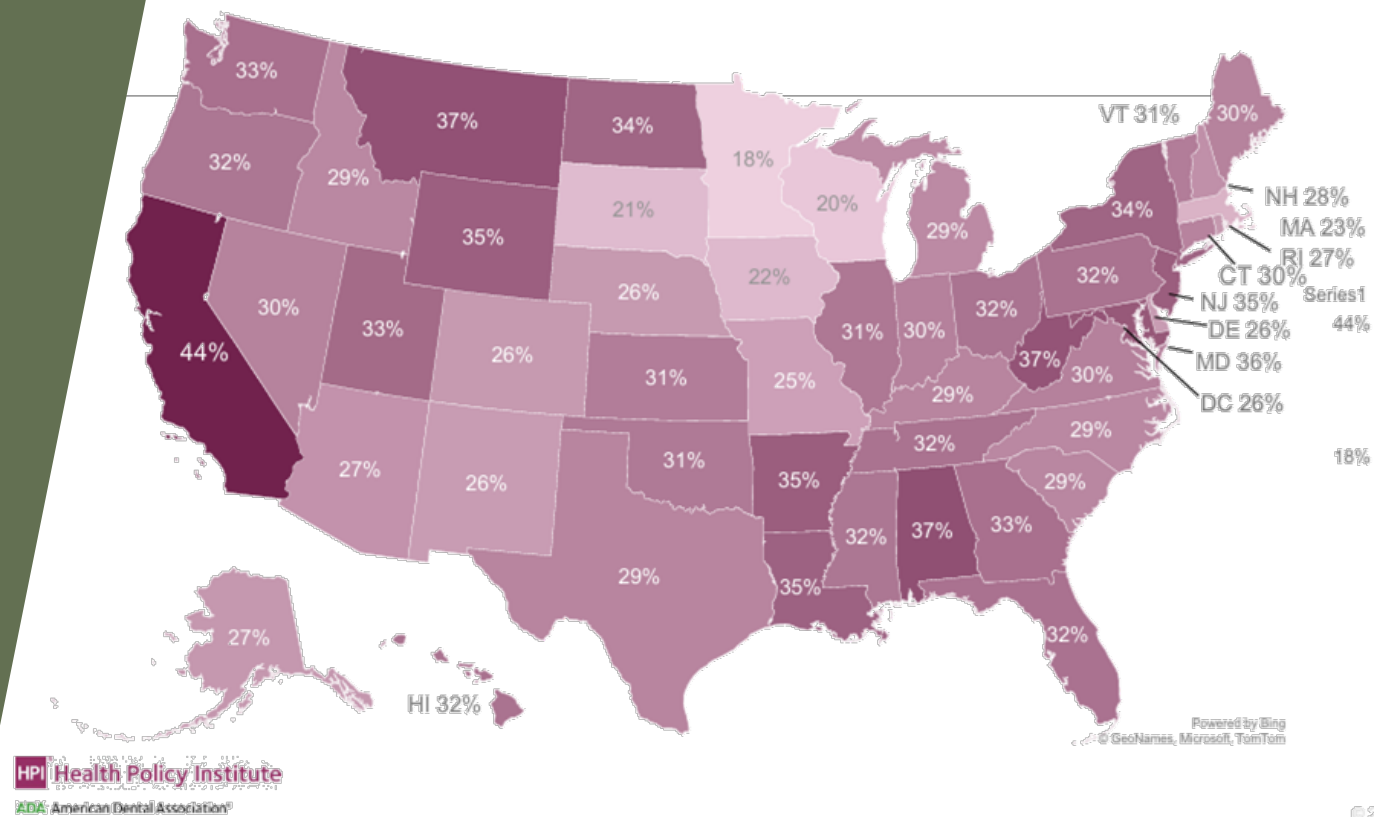 33%
37%
34%
18%
VT 31%
30%
32%
29%
21%
20%
29%
34%
NH 28%
MA 23%
RI 27%
35%
26%
22%
32%
CT 30%
30%
33%
26%
31%
30%
32%
NJ 35%
Series1
44%
DE 26%
44%
31%
25%
29%
37%
30%
MD 36%
DC 26%
27%
26%
31%
35%
32%
29%
29%
18%
29%
35%
32%
37%
33%
32%
27%
HI 32%
Powered by Bing
© GeoNames, Microsoft, TomTom
HPI Health Policy Institute
ADA American Dental Association®